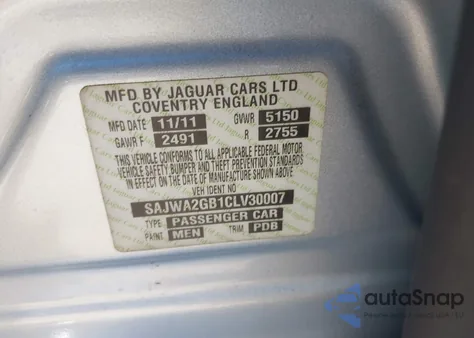 MFD BY JAGUAR CARS LTD
COVENTRY ENGLAND
MFD DATE 11/11 GVWR 5150
GAWR F 2491 R 2755
THIS VEHICLE CONFORMS TO ALL APPLICABLE FEDERAL MOTOR
VEHICLE SAFETY BUMPER AND THEFT PREVENTION STANDARDS
IN EFFECT ON THE DATE OF MANUFACTURE SHOWN ABOVE
VEH IDENT NO
SAJWA2GB1CLV30007
TYPE PASSENGER CAR
PAINT MEN TRIM PDB
autoSnap